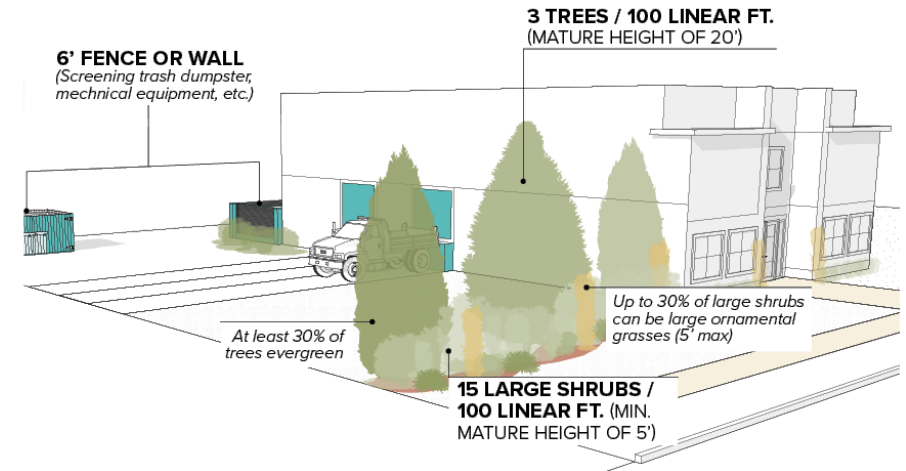 3 TREES / 100 LINEAR FT.
(MATURE HEIGHT OF 20')
6' FENCE OR WALL
(Screening trash dumpster,
mechnical equipment, etc.)
Up to 30% of large shrubs
can be large ornamental
grasses (5' max)
At least 30% of
trees evergreen
15 LARGE SHRUBS /
100 LINEAR FT. (MIN.
MATURE HEIGHT OF 5')